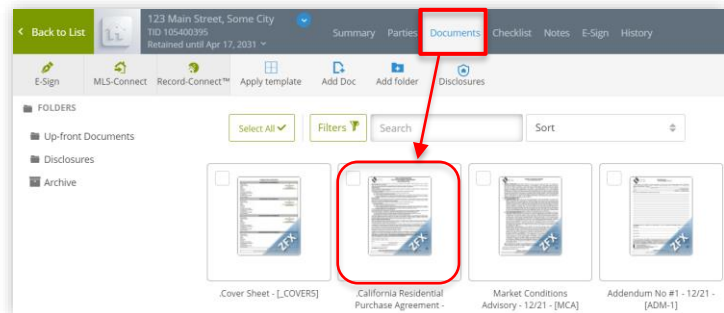 123 Main Street, Some City
Back to List
TID 105400395
Retained until Apr 17, 2031
Summary Parties Documents Checklist Notes E-Sign History
E-Sign MLS-Connect Record-Connect™ Apply template Add Doc Add folder Disclosures
FOLDERS
Up-front Documents
Disclosures
Archive
Select All Filters Search Sort
ZFX ZFX ZFX ZFX
.Cover Sheet - [_COVER5]
.California Residential
Purchase Agreement -
Market Conditions
Advisory - 12/21 - [MCA]
Addendum No #1 - 12/21 -
[ADM-1]